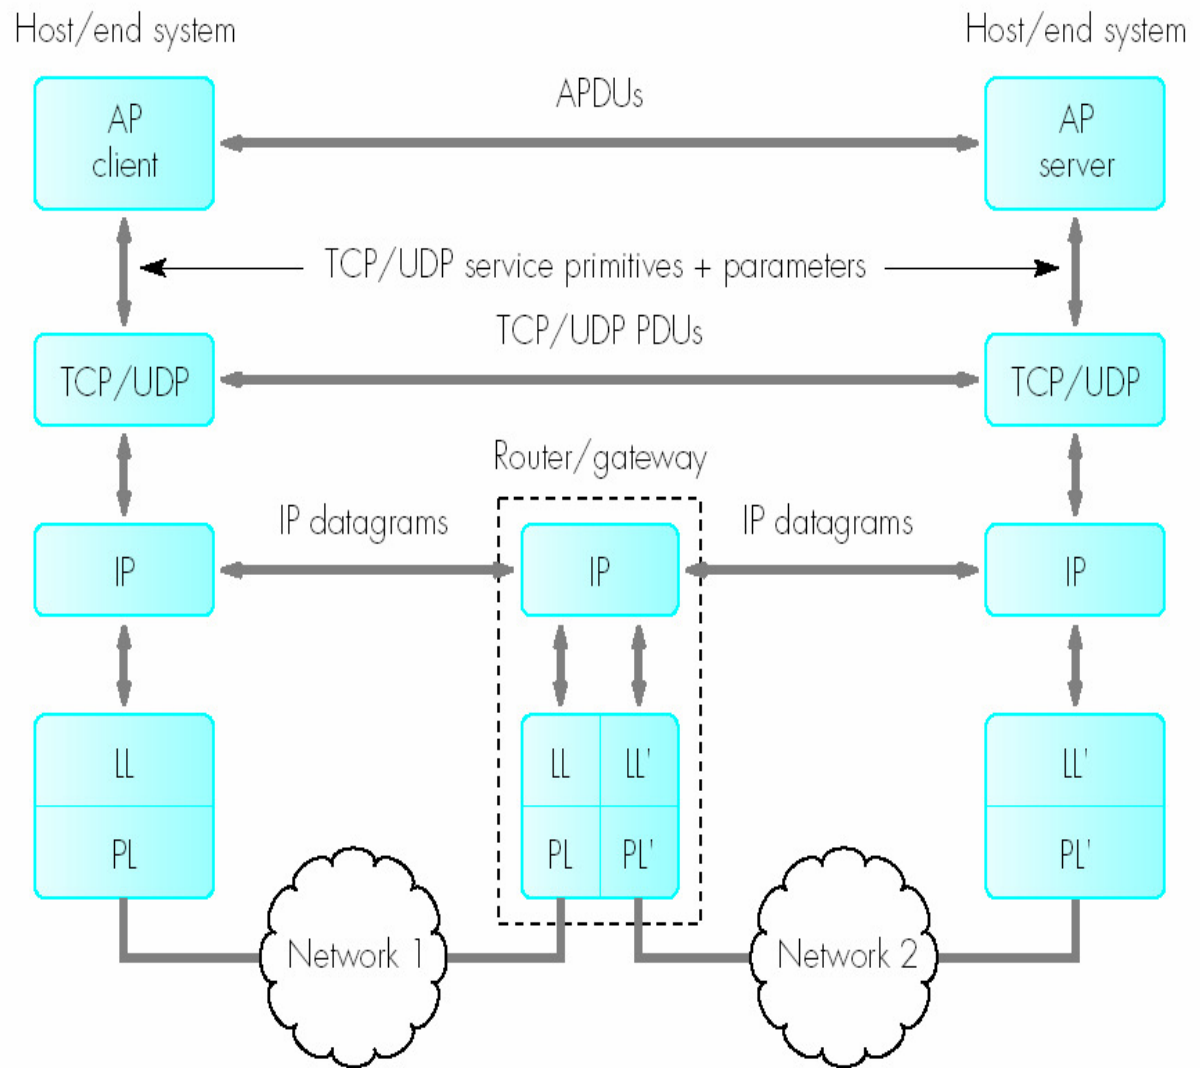 Host/end system
Host/end system
APDUs
AP
client
AP
server
TCP/UDP service primitives + parameters
TCP/UDP PDUs
TCP/UDP
TCP/UDP
Router/gateway
IP datagrams
IP datagrams
IP
IP
IP
LL
LL
LL'
LL'
PL
PL
PL'
PL'
Network 1
Network 2